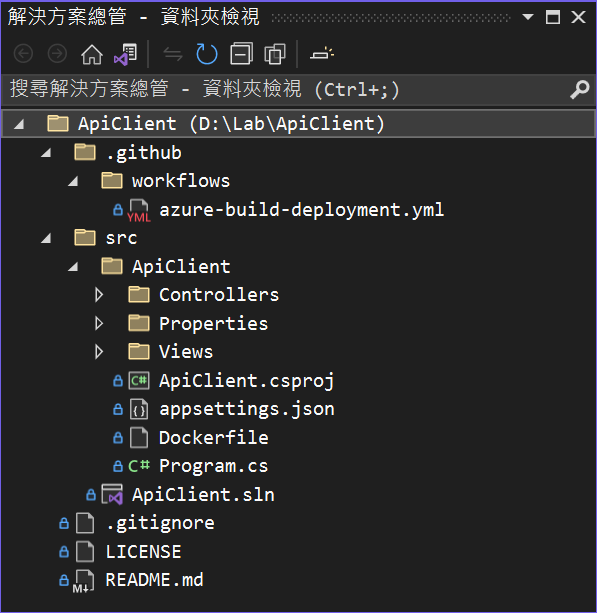 解決方案總管 - 資料夾檢視
搜尋解決方案總管 - 資料夾檢視 (Ctrl+;)
ApiClient (D:\Lab\ApiClient)
.github
workflows
YML azure-build-deployment.yml
src
ApiClient
Controllers
Properties
Views
C# ApiClient.csproj
{} appsettings.json
Dockerfile
C# Program.cs
ApiClient.sln
.gitignore
LICENSE
M↓ README.md